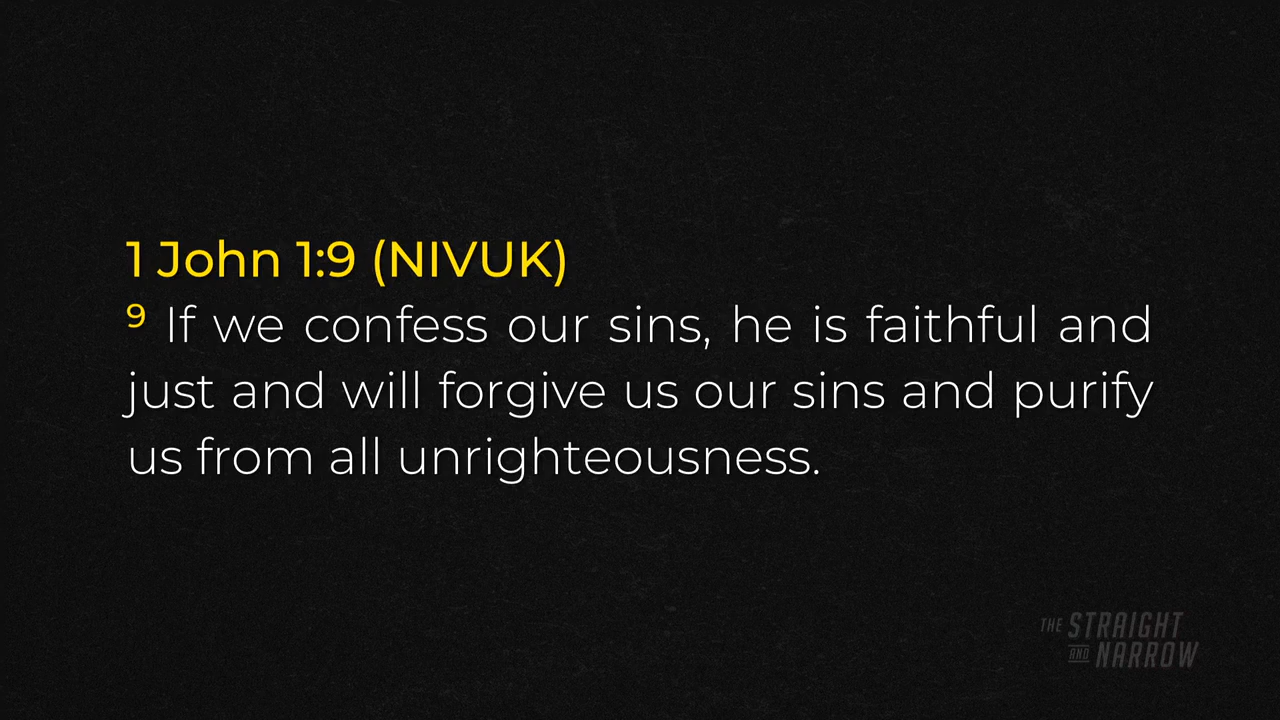 1 John 1:9 (NIVUK)
9 If we confess our sins, he is faithful and
just and will forgive us our sins and purify
us from all unrighteousness.
THE STRAIGHT
AND NARROW